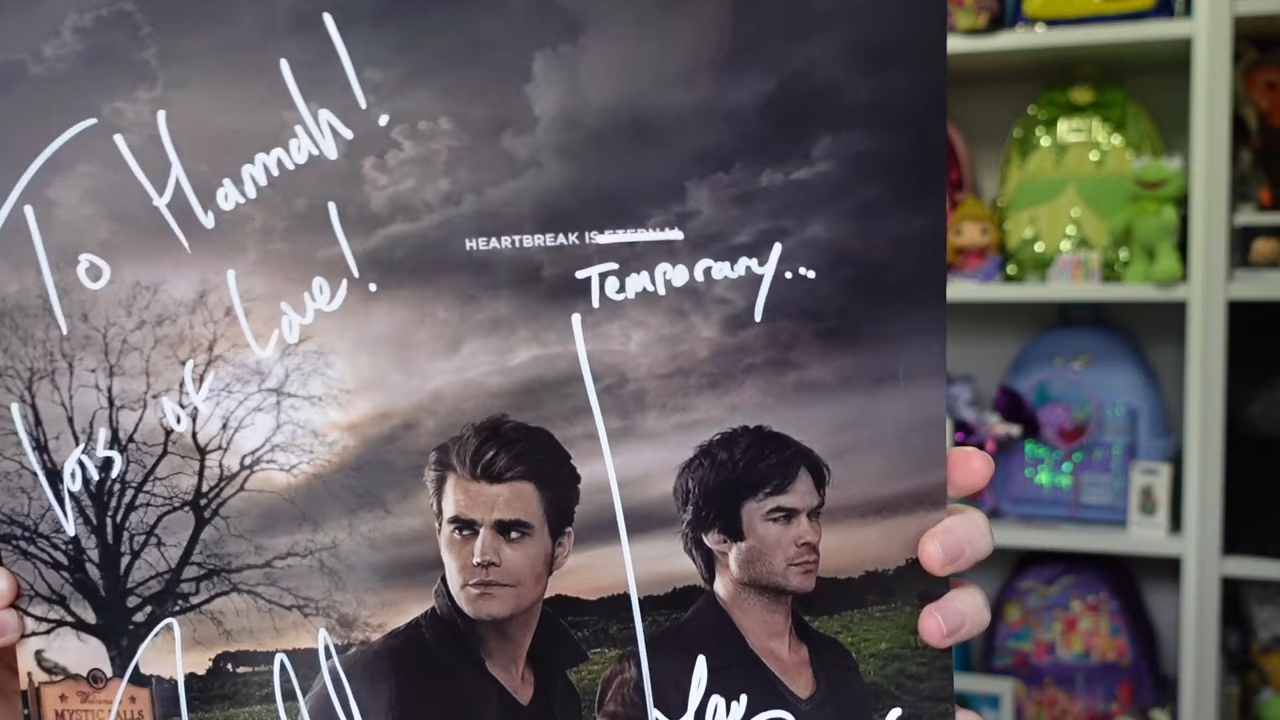 To Hannah!
Lots of Love!
HEARTBREAK IS ETERNAL
Temporary...
Welcome
MYSTIC FALLS